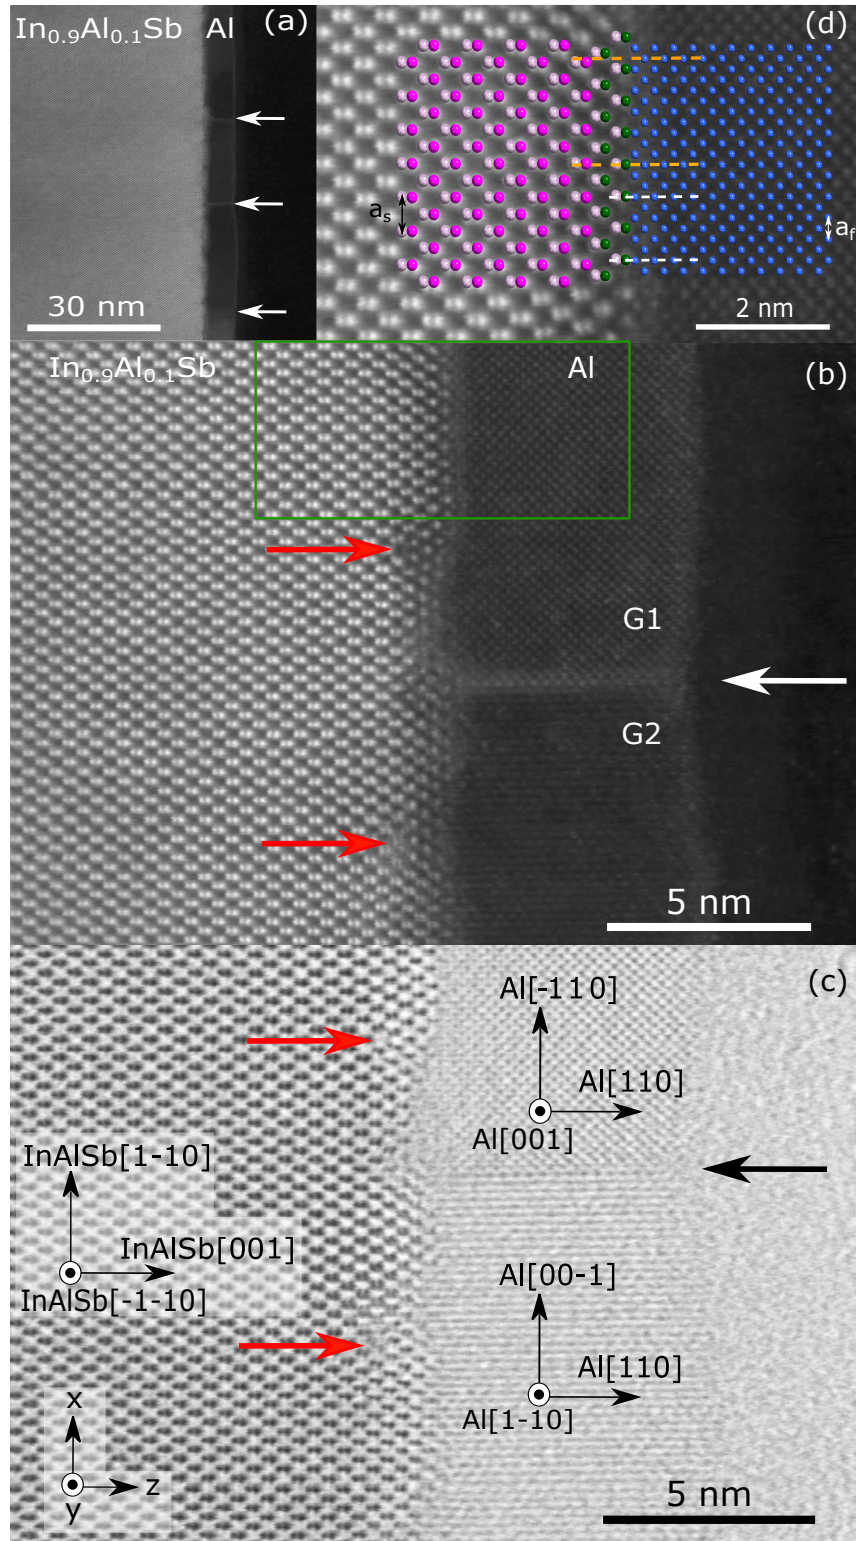 In0.9Al0.1Sb Al (a)
30 nm
(d)
as
af
2 nm
In0.9Al0.1Sb Al (b)
G1
G2
5 nm
(c)
Al[-110]
Al[110]
Al[001]
InAlSb[1-10]
InAlSb[001]
InAlSb[-1-10]
Al[00-1]
Al[110]
Al[1-10]
x
z
y
5 nm